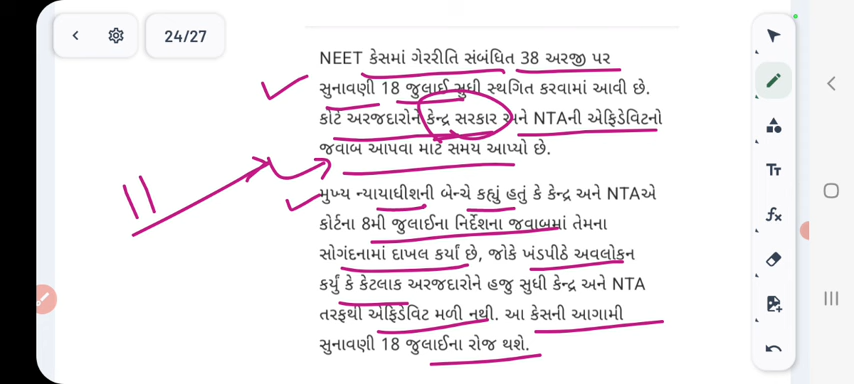 24/27
NEET કેસમાં ગેરરીતિ સંબંધિત 38 અરજી પર
સુનાવણી 18 જુલાઈ સુધી સ્થગિત કરવામાં આવી છે.
કોર્ટે અરજદારોને કેન્દ્ર સરકાર અને NTAની એફિડેવિટનો
જવાબ આપવા માટે સમય આપ્યો છે.
મુખ્ય ન્યાયાધીશની બેન્ચે કહ્યું હતું કે કેન્દ્ર અને NTAએ
કોર્ટના 8મી જુલાઈના નિર્દેશના જવાબમાં તેમના
સોગંદનામાં દાખલ કર્યાં છે, જોકે ખંડપીઠે અવલોકન
કર્યું કે કેટલાક અરજદારોને હજુ સુધી કેન્દ્ર અને NTA
તરફથી એફિડેવિટ મળી નથી. આ કેસની આગામી
સુનાવણી 18 જુલાઈના રોજ થશે.
Tт
fx